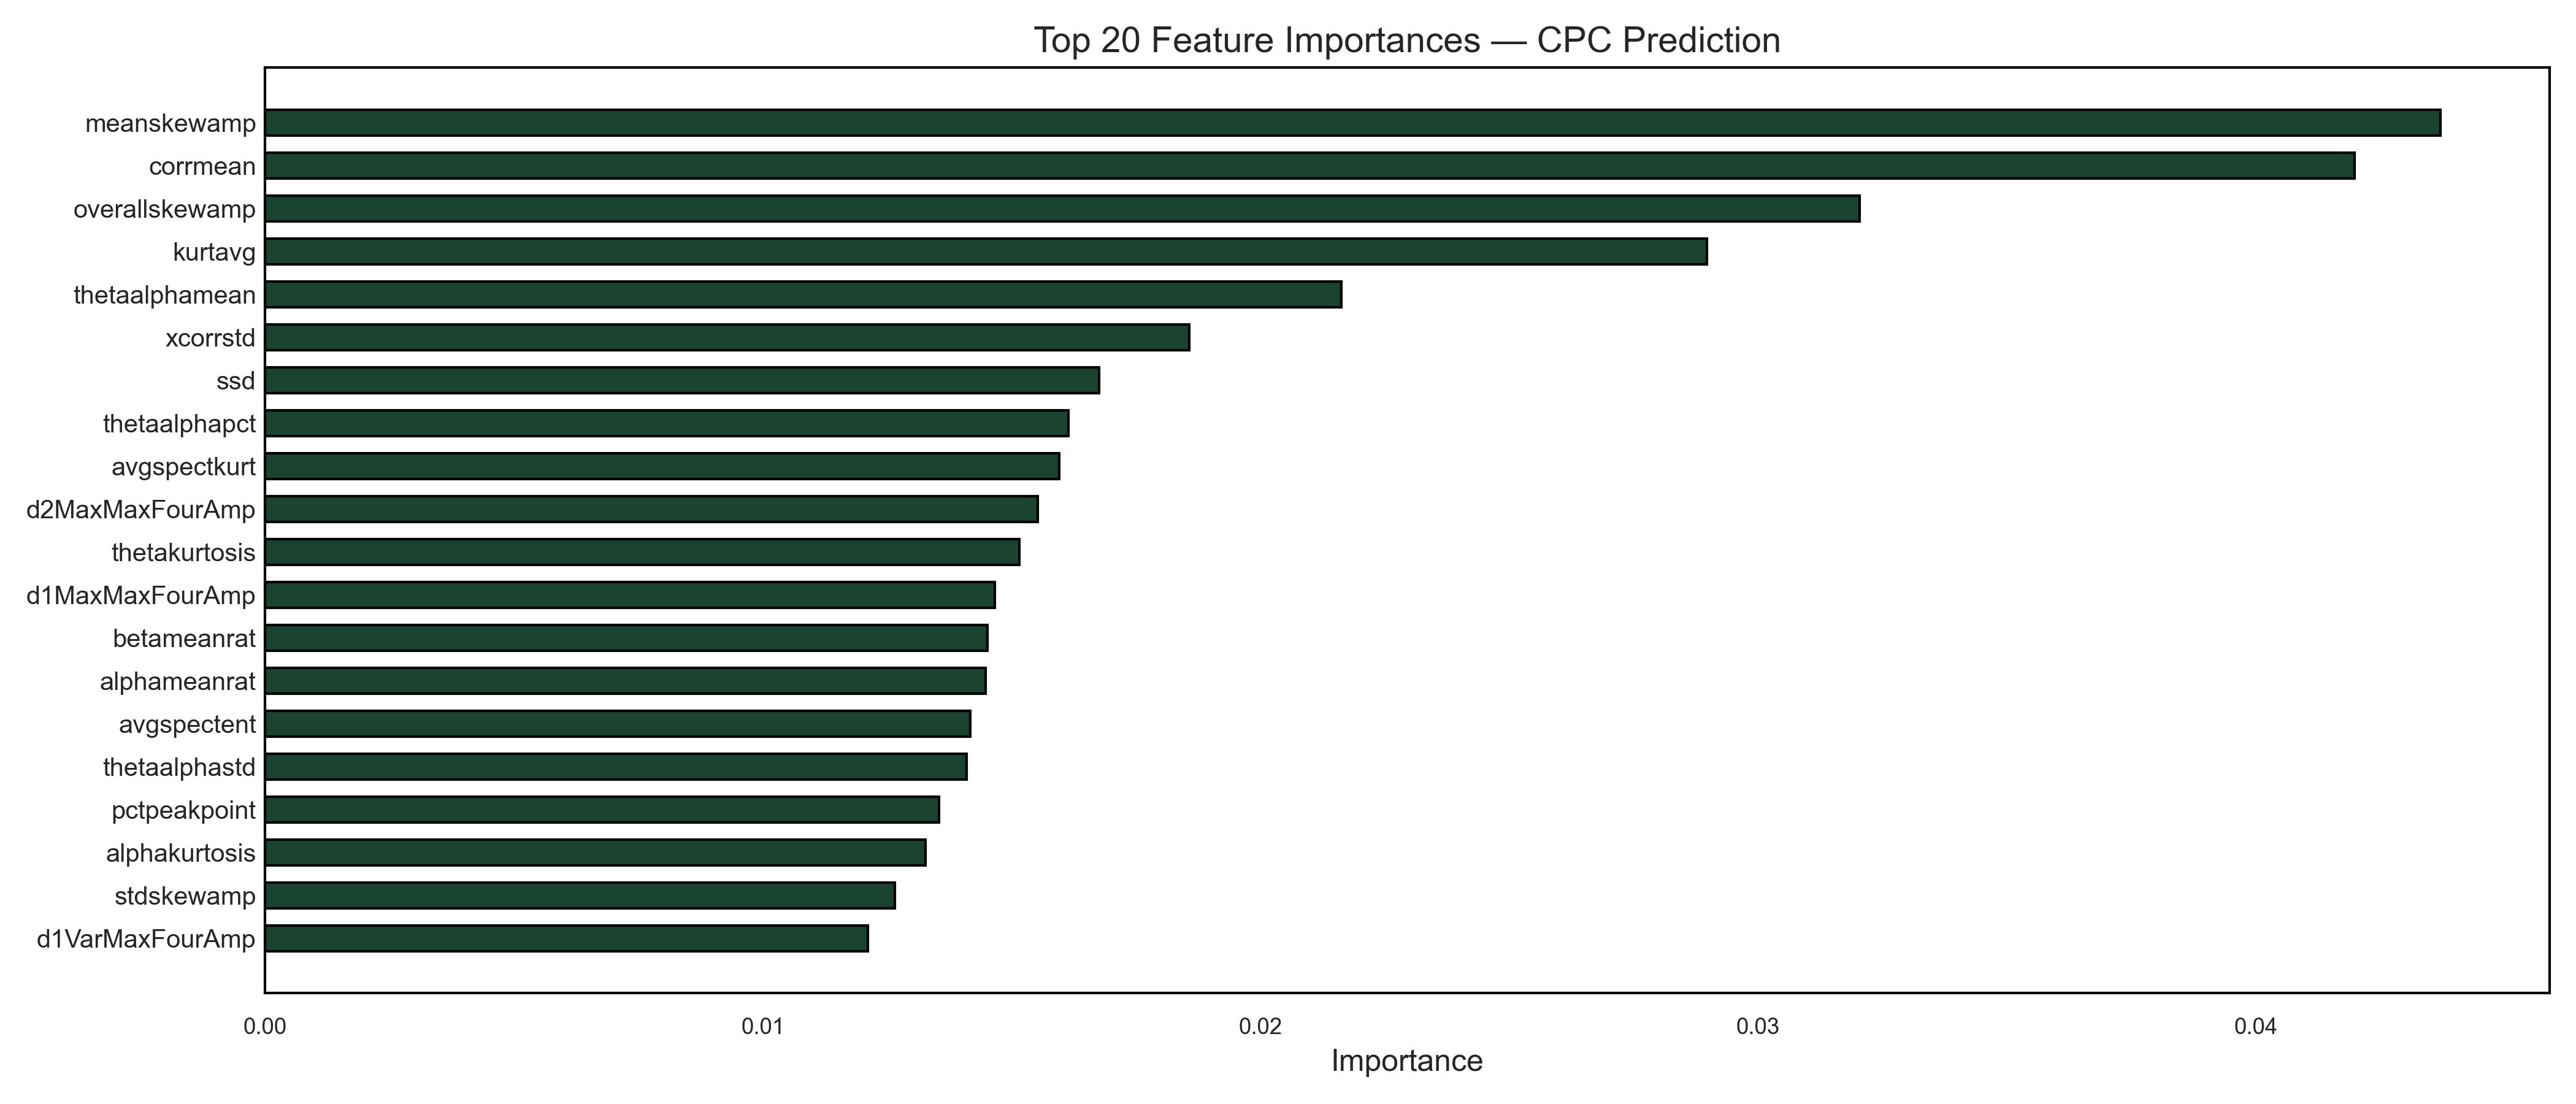 Top 20 Feature Importances — CPC Prediction
meanskewamp
corrmean
overallskewamp
kurtavg
thetaalphamean
xcorrstd
ssd
thetaalphapct
avgspectkurt
d2MaxMaxFourAmp
thetakurtosis
d1MaxMaxFourAmp
betameanrat
alphameanrat
avgspectent
thetaalphastd
pctpeakpoint
alphakurtosis
stdskewamp
d1VarMaxFourAmp
0.00 0.01 0.02 0.03 0.04
Importance